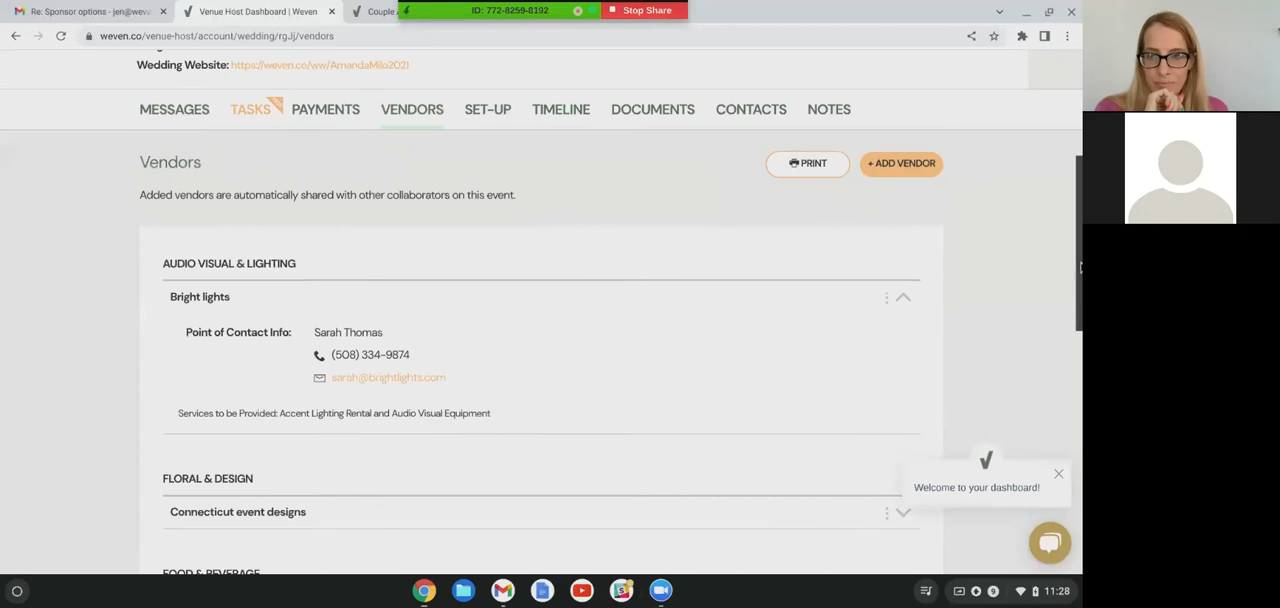 Re: Sponsor options - jen@wev
Venue Host Dashboard | Weven
Couple
ID: 772-8259-8192
Stop Share
weven.co/venue-host/account/wedding/rgJj/vendors
Wedding Website: https://weven.co/ww/AmandaMilo2021
MESSAGES TASKS PAYMENTS VENDORS SET-UP TIMELINE DOCUMENTS CONTACTS NOTES
Vendors
PRINT
+ ADD VENDOR
Added vendors are automatically shared with other collaborators on this event.
AUDIO VISUAL & LIGHTING
Bright lights
Point of Contact Info: Sarah Thomas
(508) 334-9874
sarah@brightlights.com
Services to be Provided: Accent Lighting Rental and Audio Visual Equipment
FLORAL & DESIGN
Welcome to your dashboard!
Connecticut event designs
FOOD & BEVERAGE
11:28